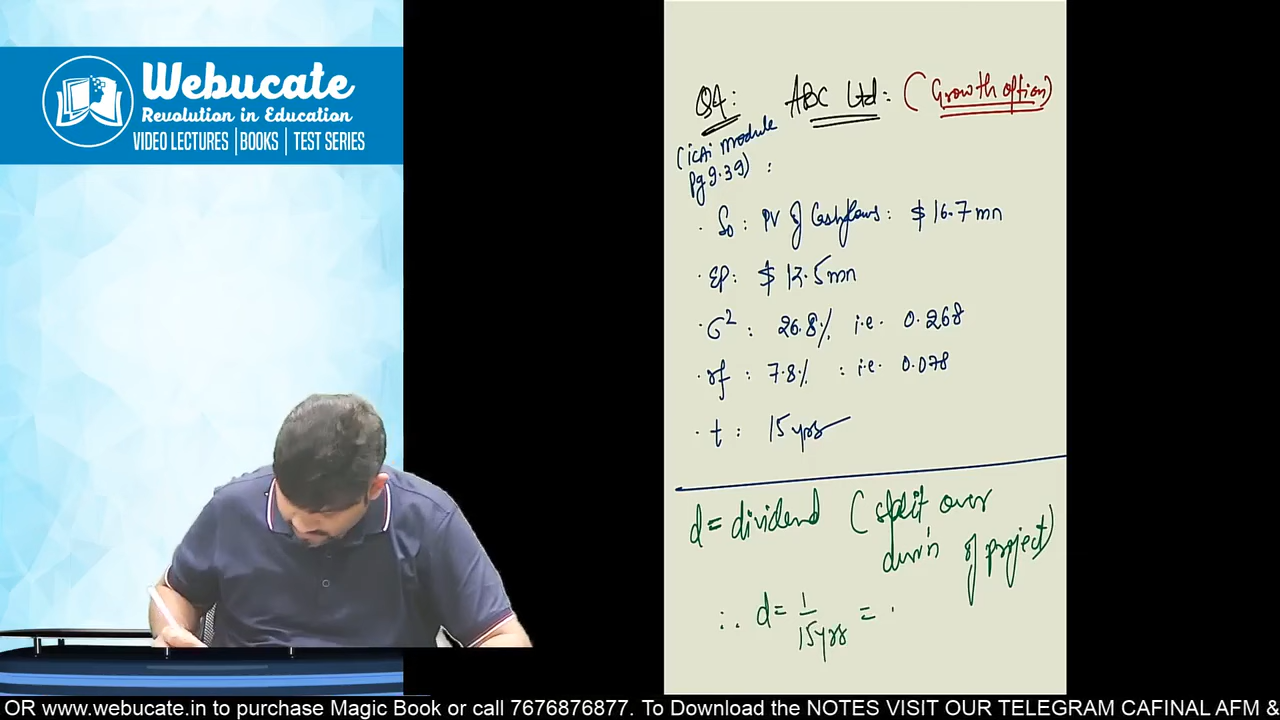 Webucate
Revolution in Education
VIDEO LECTURES | BOOKS | TEST SERIES
Q4: ABC Ltd: (Growth option)
(ICAI Module
Pg 9.39) :
· S₀ : PV of Cashflows : $ 16.7 mn
· EP : $ 12.5 mn
· σ² : 26.8% i.e. 0.268
· rf : 7.8% : i.e. 0.078
· t : 15 yrs
d = dividend (split over
dur'n of project)
∴ d = 1/15yrs = .
OR www.webucate.in to purchase Magic Book or call 7676876877. To Download the NOTES VISIT OUR TELEGRAM CAFINAL AFM &